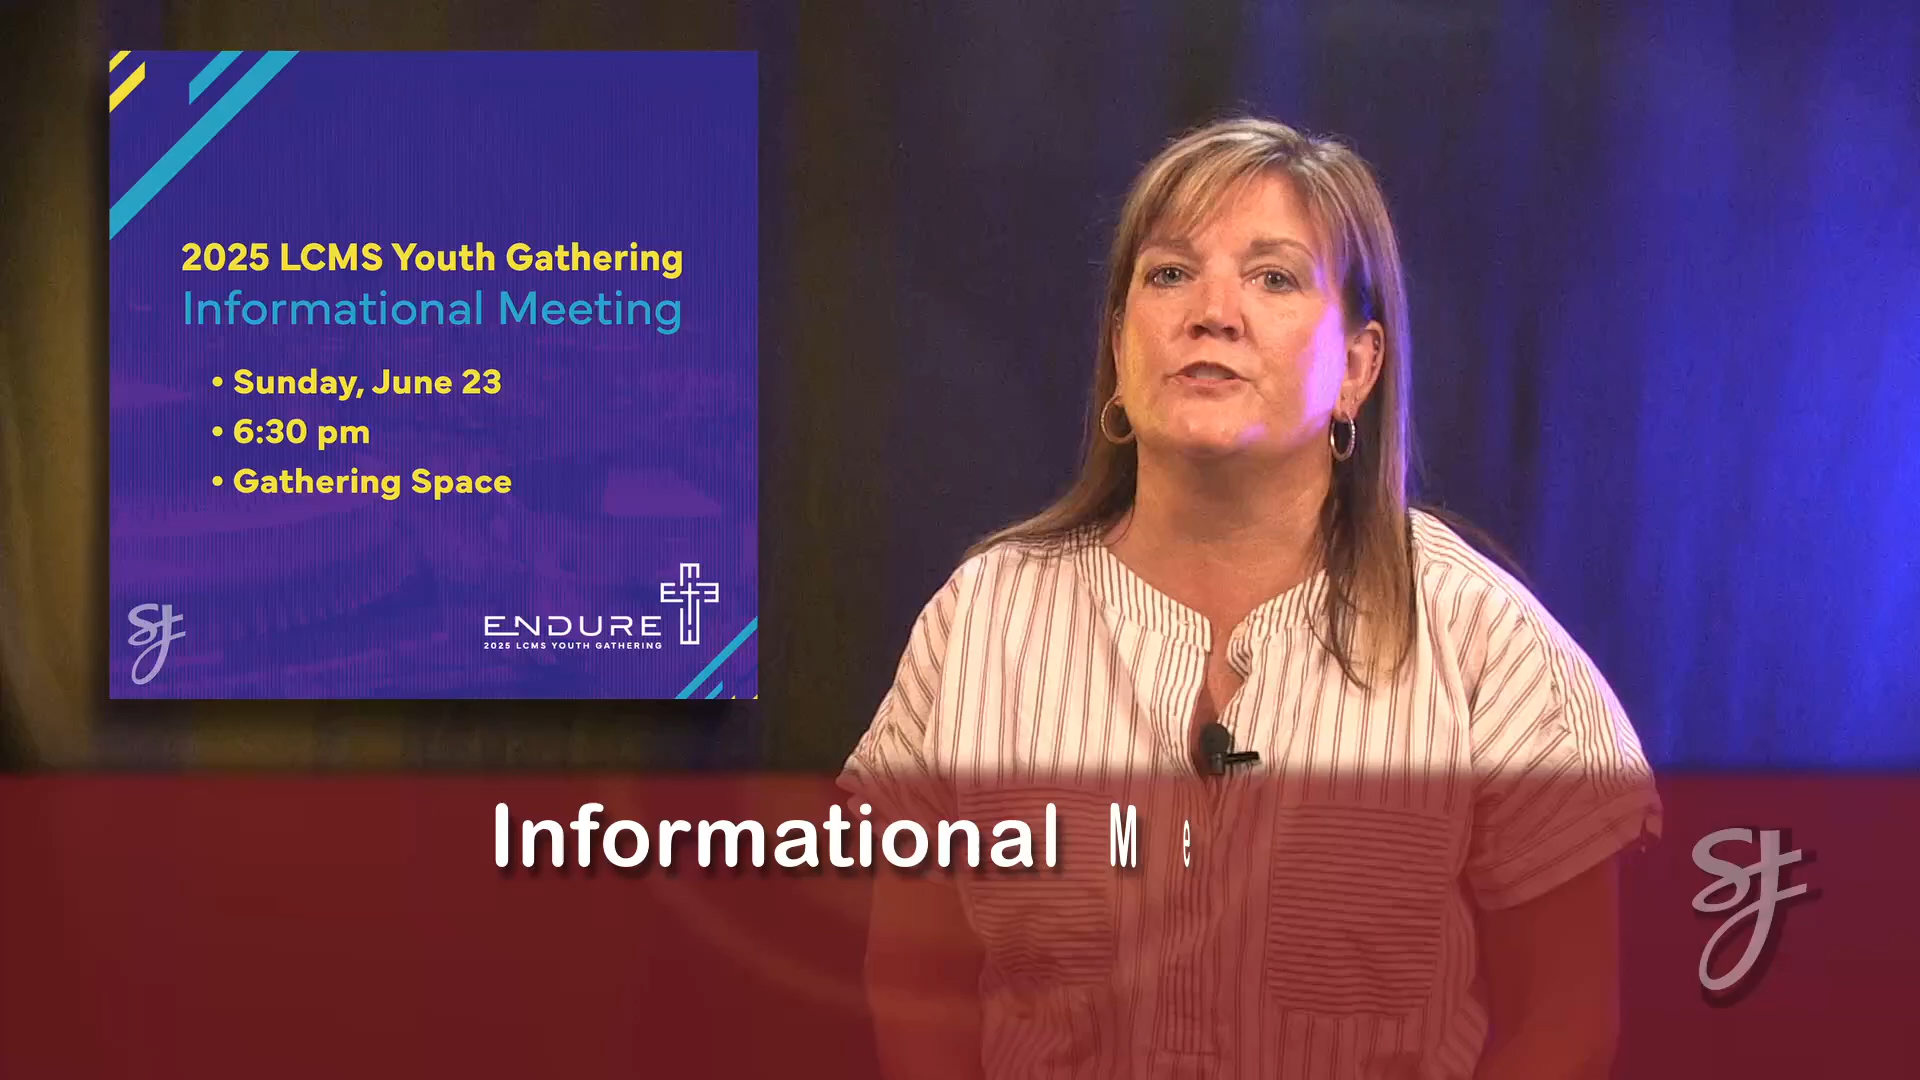 2025 LCMS Youth Gathering
Informational Meeting
• Sunday, June 23
• 6:30 pm
• Gathering Space
SJ
ENDURE
2025 LCMS YOUTH GATHERING
Informational Me
SJ